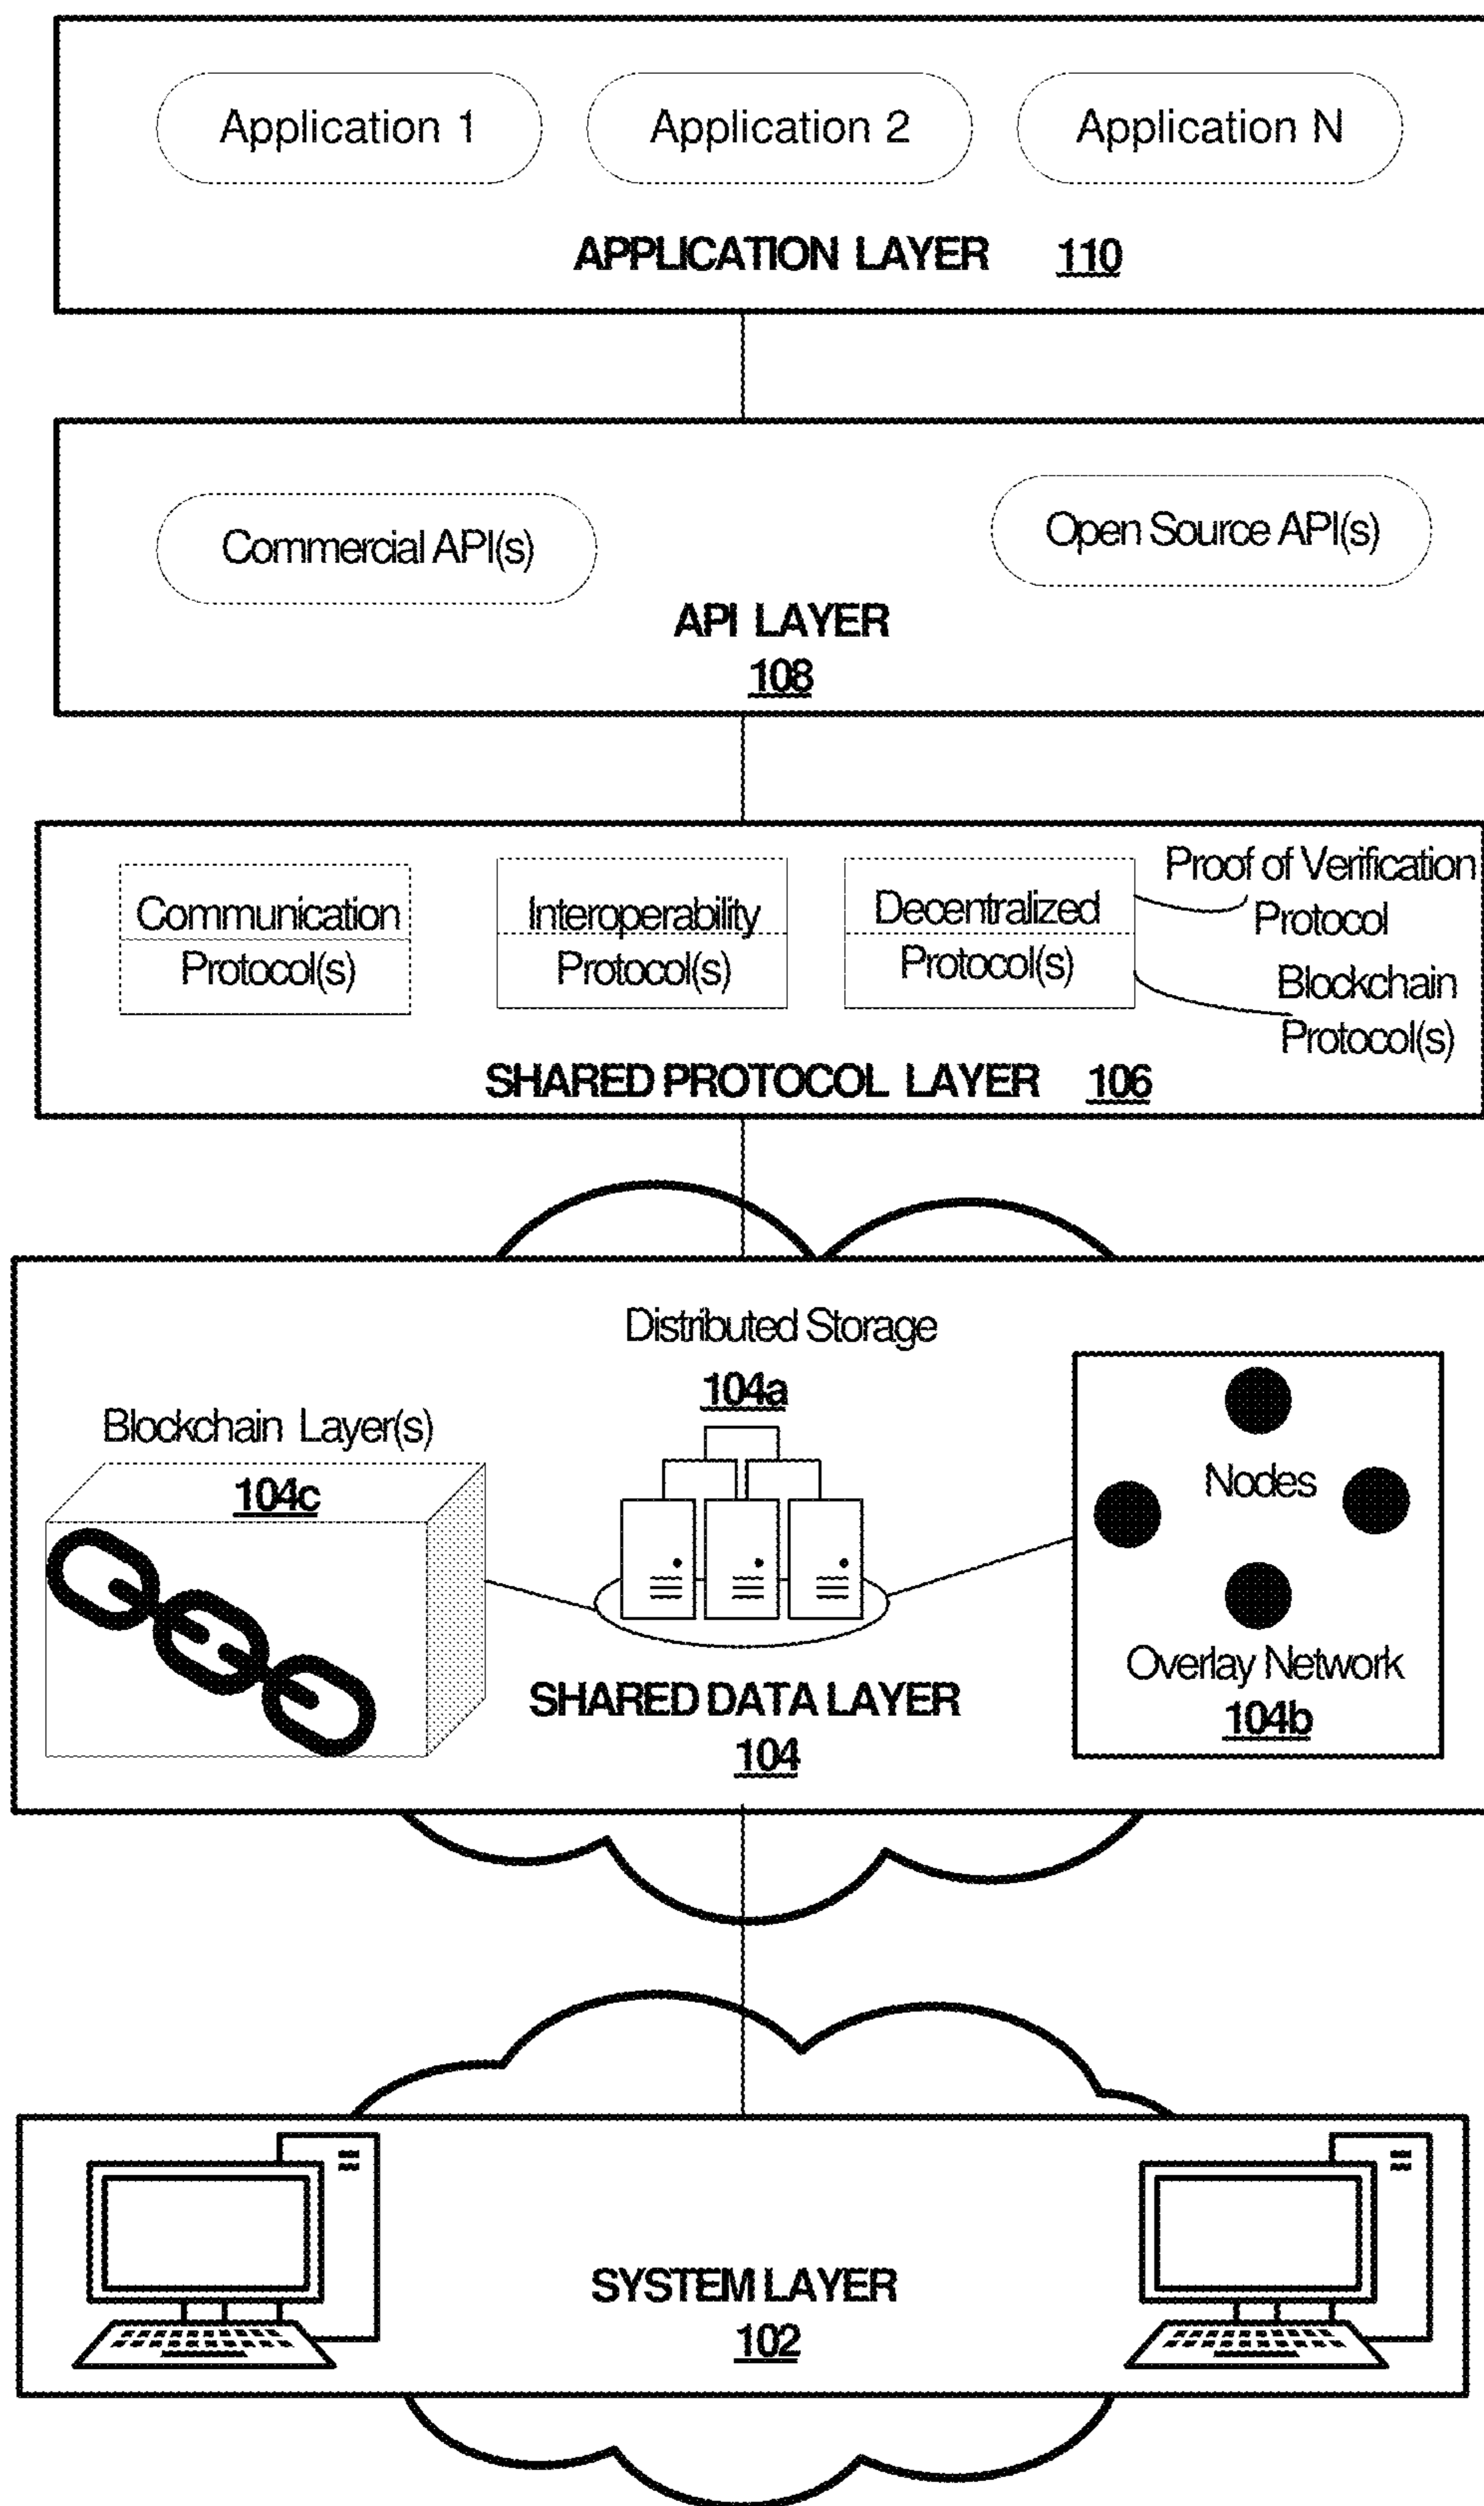 Application 1
Application 2
Application N
APPLICATION LAYER 110
Commercial API(s)
Open Source API(s)
API LAYER
108
Communication
Protocol(s)
Interoperability
Protocol(s)
Decentralized
Protocol(s)
Proof of Verification
Protocol
Blockchain
Protocol(s)
SHARED PROTOCOL LAYER 106
Distributed Storage
104a
Blockchain Layer(s)
104c
Nodes
Overlay Network
104b
SHARED DATA LAYER
104
SYSTEM LAYER
102